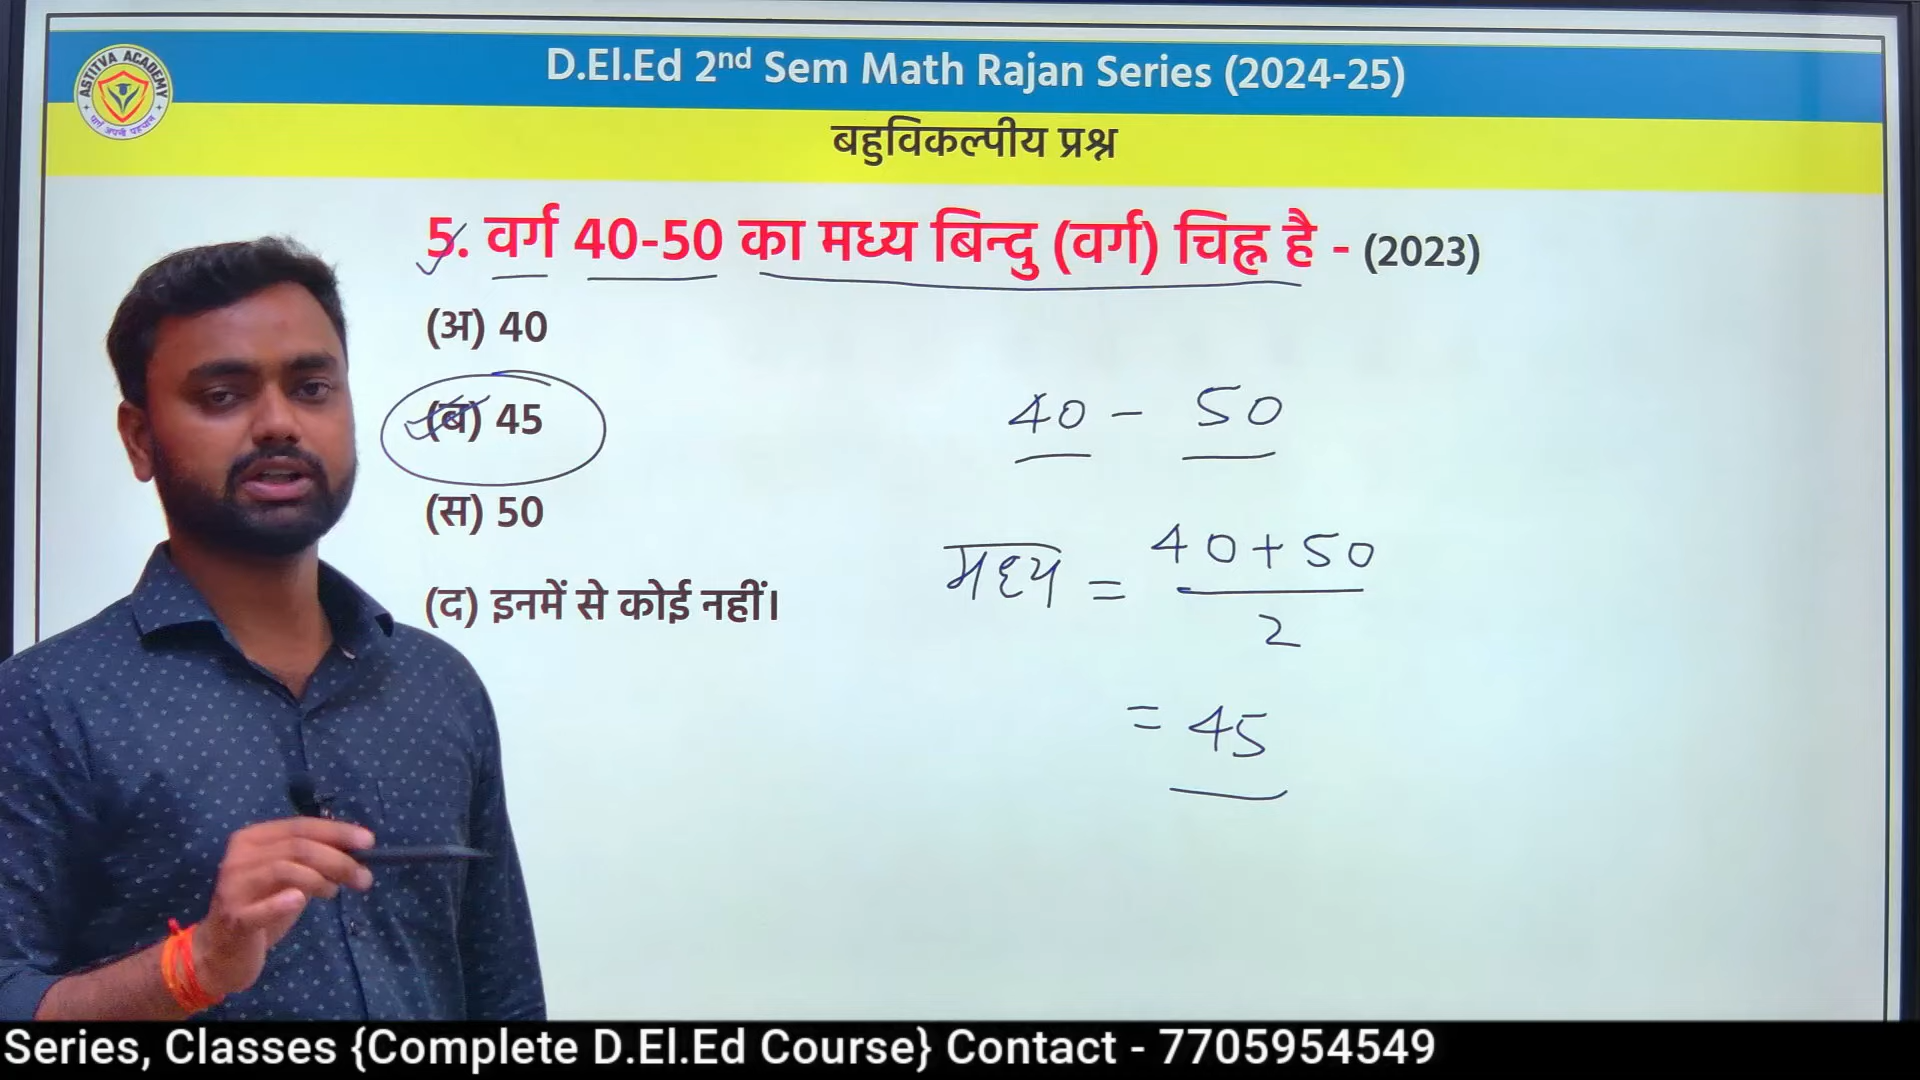 ASTITVA ACADEMY
D.El.Ed 2nd Sem Math Rajan Series (2024-25)
बहुविकल्पीय प्रश्न
5. वर्ग 40-50 का मध्य बिन्दु (वर्ग) चिह्न है - (2023)
(अ) 40
(ब) 45
(स) 50
(द) इनमें से कोई नहीं।
40 - 50
मध्य = 40+50
2
= 45
Series, Classes {Complete D.El.Ed Course} Contact - 7705954549